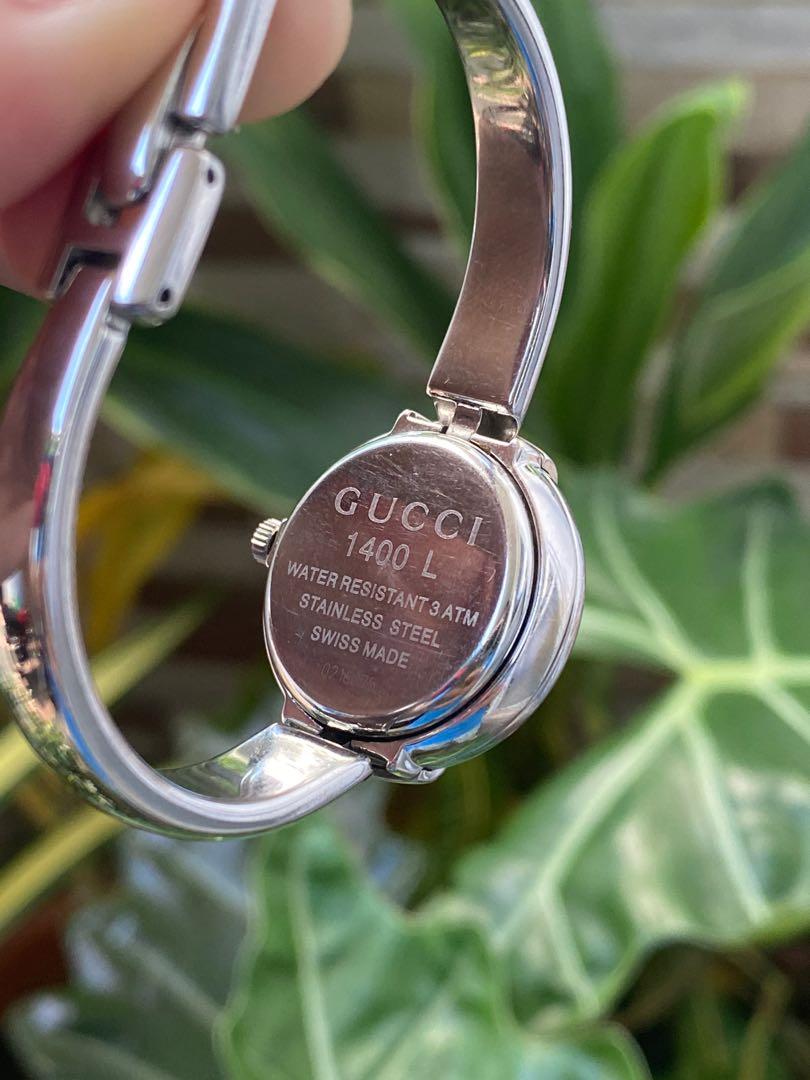 GUCCI
1400 L
WATER RESISTANT 3 ATM
STAINLESS STEEL
SWISS MADE